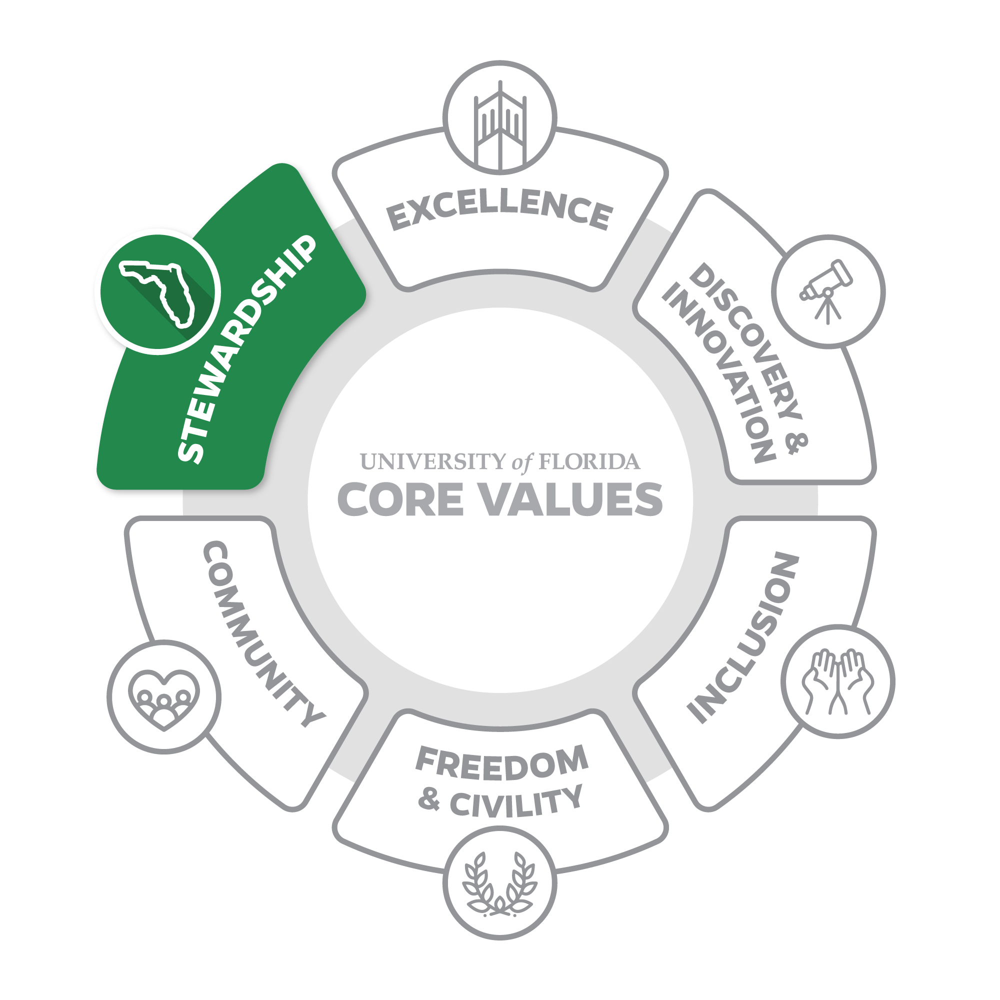 EXCELLENCE
DISCOVERY &
INNOVATION
INCLUSION
FREEDOM
& CIVILITY
COMMUNITY
STEWARDSHIP
UNIVERSITY of FLORIDA
CORE VALUES